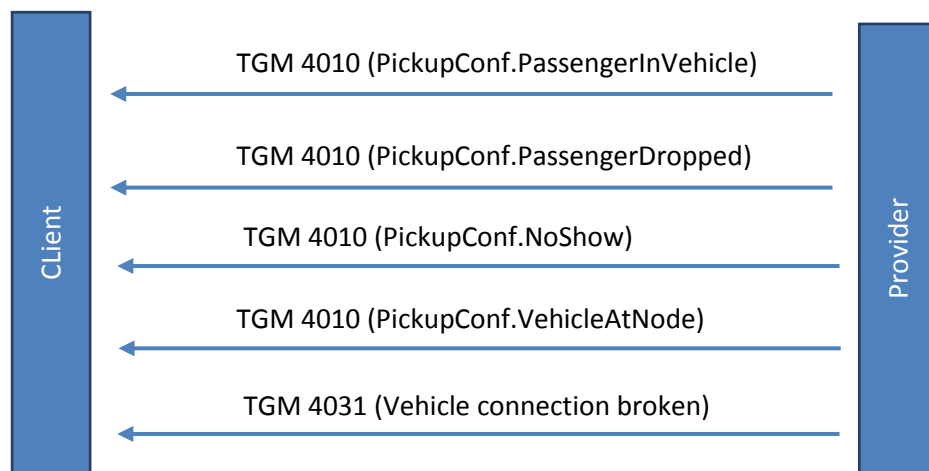 TGM 4010 (PickupConf.PassengerInVehicle)
TGM 4010 (PickupConf.PassengerDropped)
TGM 4010 (PickupConf.NoShow)
TGM 4010 (PickupConf.VehicleAtNode)
TGM 4031 (Vehicle connection broken)
CLient
Provider